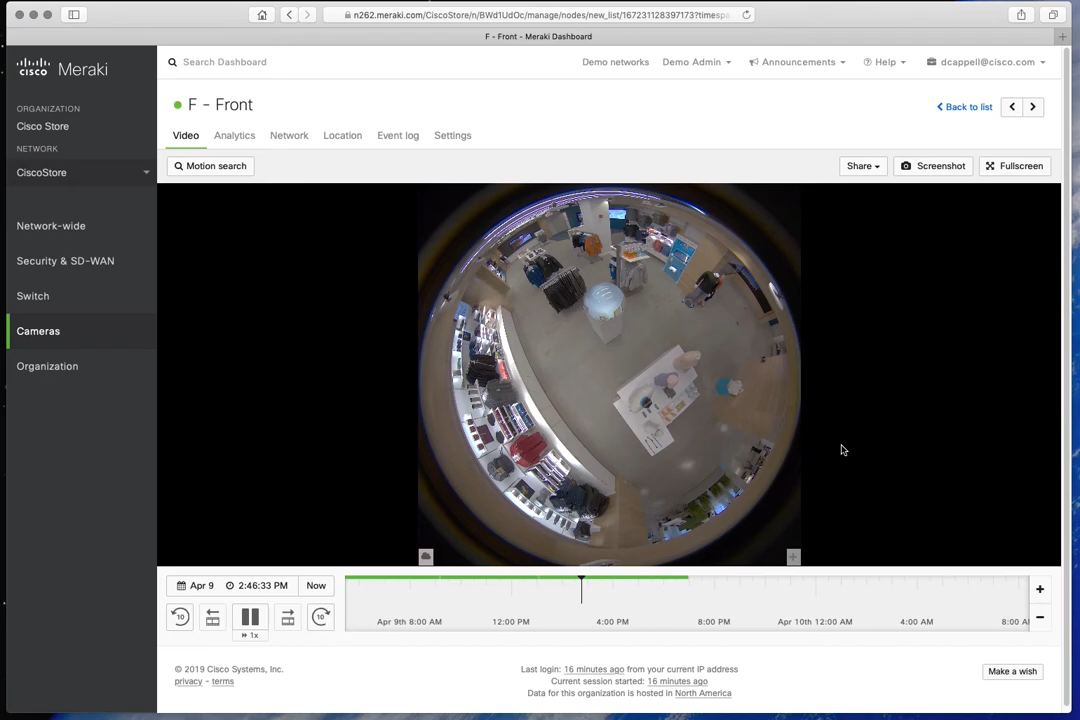 n262.meraki.com/CiscoStore/n/BWd1UdOc/manage/nodes/new_list/167231128397173?timespa
F - Front - Meraki Dashboard
CISCO Meraki
Search Dashboard
Demo networks
Demo Admin
Announcements
Help
dcappell@cisco.com
ORGANIZATION
Cisco Store
NETWORK
CiscoStore
Network-wide
Security & SD-WAN
Switch
Cameras
Organization
F - Front
Back to list
Video Analytics Network Location Event log Settings
Motion search
Share
Screenshot
Fullscreen
Apr 9 2:46:33 PM Now
10
10
1x
Apr 9th 8:00 AM 12:00 PM 4:00 PM 8:00 PM Apr 10th 12:00 AM 4:00 AM 8:00 A
© 2019 Cisco Systems, Inc.
privacy - terms
Last login: 16 minutes ago from your current IP address
Current session started: 16 minutes ago
Data for this organization is hosted in North America
Make a wish